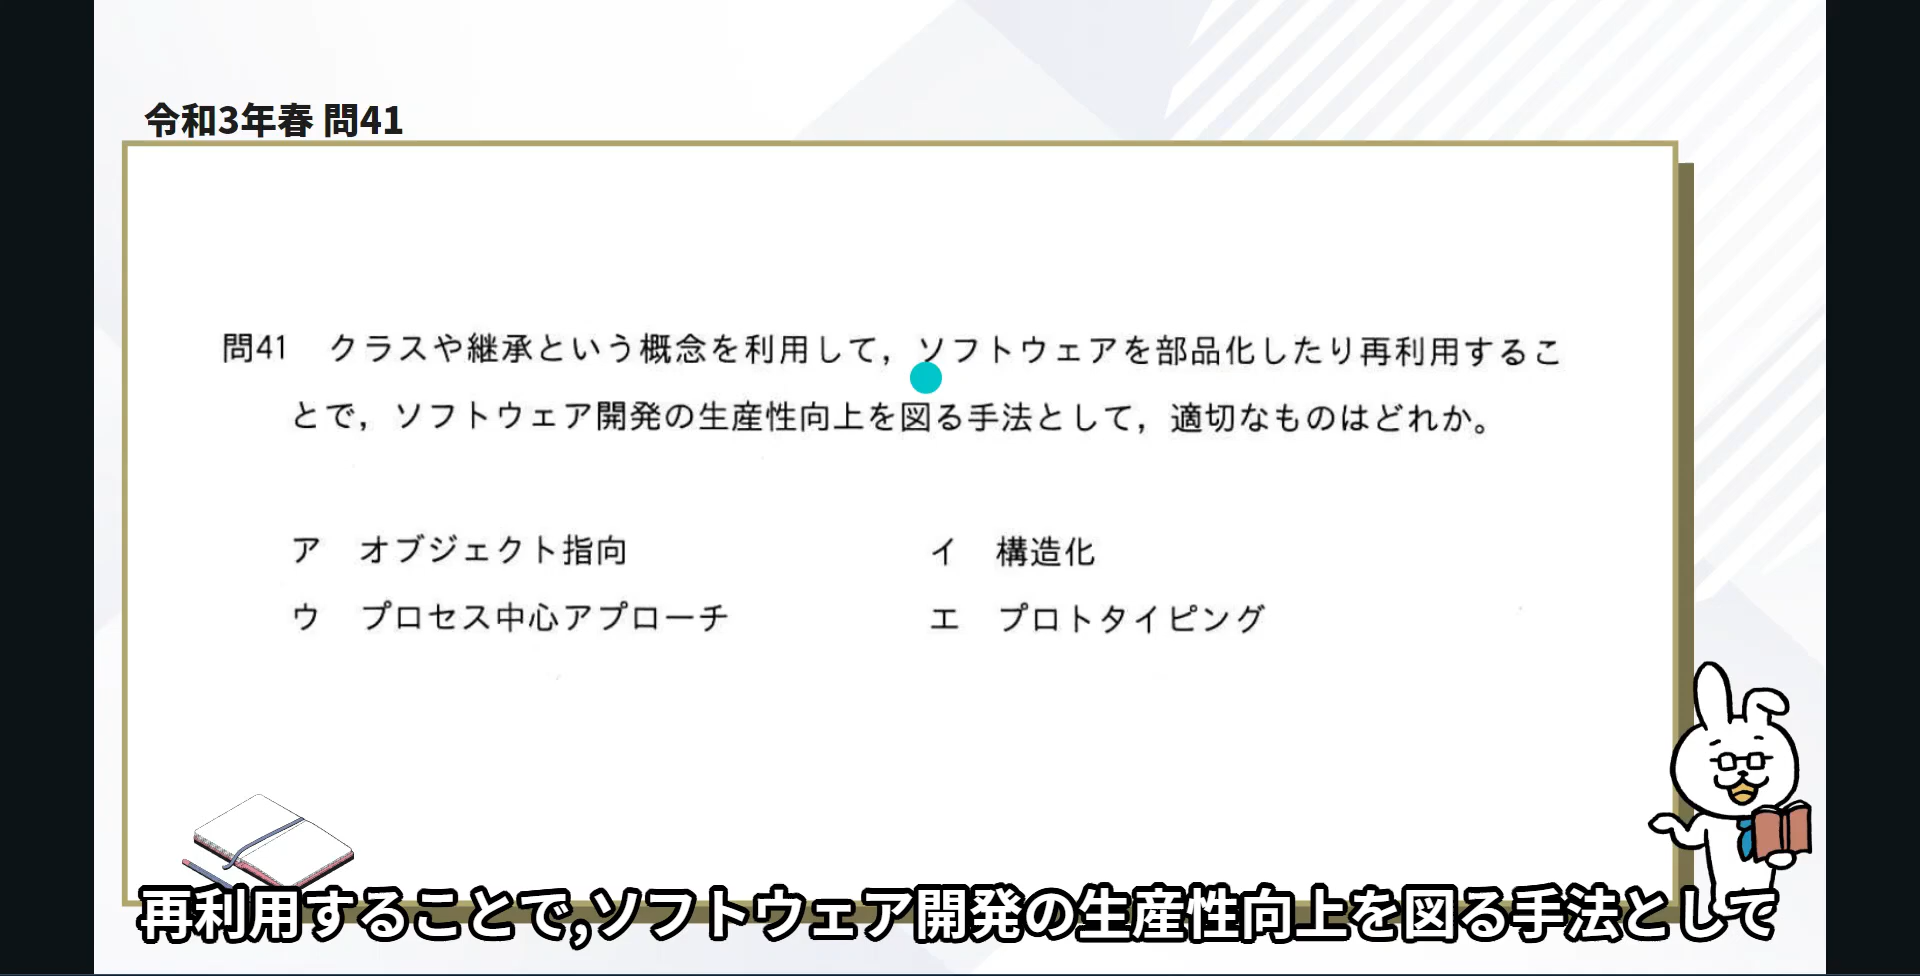 令和3年春 問41
問41　クラスや継承という概念を利用して，ソフトウェアを部品化したり再利用するこ
とで，ソフトウェア開発の生産性向上を図る手法として，適切なものはどれか。
ア　オブジェクト指向　イ　構造化
ウ　プロセス中心アプローチ　エ　プロトタイピング
再利用することで,ソフトウェア開発の生産性向上を図る手法として